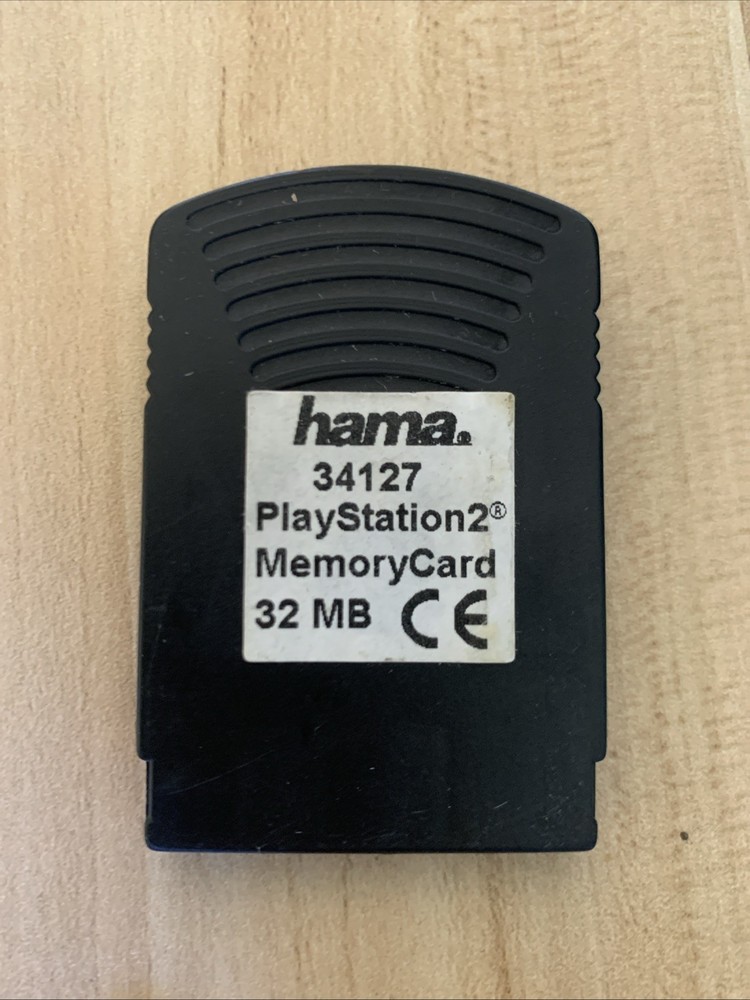 hama®
34127
PlayStation2®
MemoryCard
32 MB CE